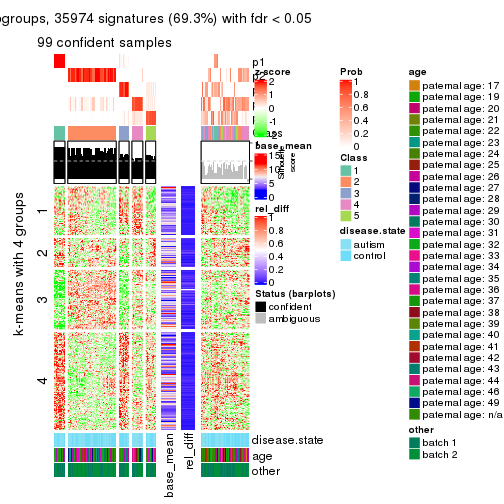 ogroups, 35974 signatures (69.3%) with fdr < 0.05
99 confident samples
p1
p2
z-score
2
1
0
-1
-2
base_mean
15
10
5
0
Silhouette
score
rel_diff
1
0.8
0.6
0.4
0.2
0
Status (barplots)
confident
ambiguous
Prob
1
0.8
0.6
0.4
0.2
0
Class
1
2
3
4
5
disease.state
autism
control
age
paternal age: 17
paternal age: 19
paternal age: 20
paternal age: 21
paternal age: 22
paternal age: 23
paternal age: 24
paternal age: 25
paternal age: 26
paternal age: 27
paternal age: 28
paternal age: 29
paternal age: 30
paternal age: 31
paternal age: 32
paternal age: 33
paternal age: 34
paternal age: 35
paternal age: 36
paternal age: 37
paternal age: 38
paternal age: 39
paternal age: 40
paternal age: 41
paternal age: 42
paternal age: 43
paternal age: 44
paternal age: 46
paternal age: 49
paternal age: n/a
other
batch 1
batch 2
k-means with 4 groups
1
2
3
4
disease.state
age
other
base_mean
rel_diff